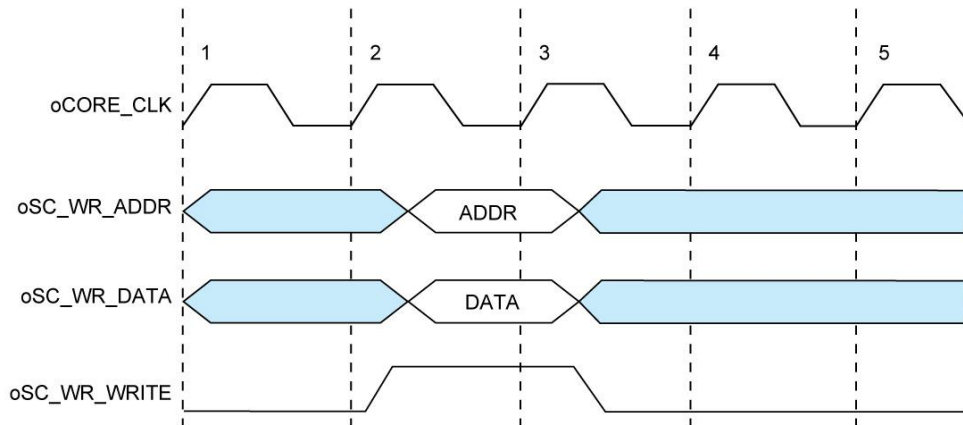 1 2 3 4 5
oCORE_CLK
oSC_WR_ADDR ADDR
oSC_WR_DATA DATA
oSC_WR_WRITE